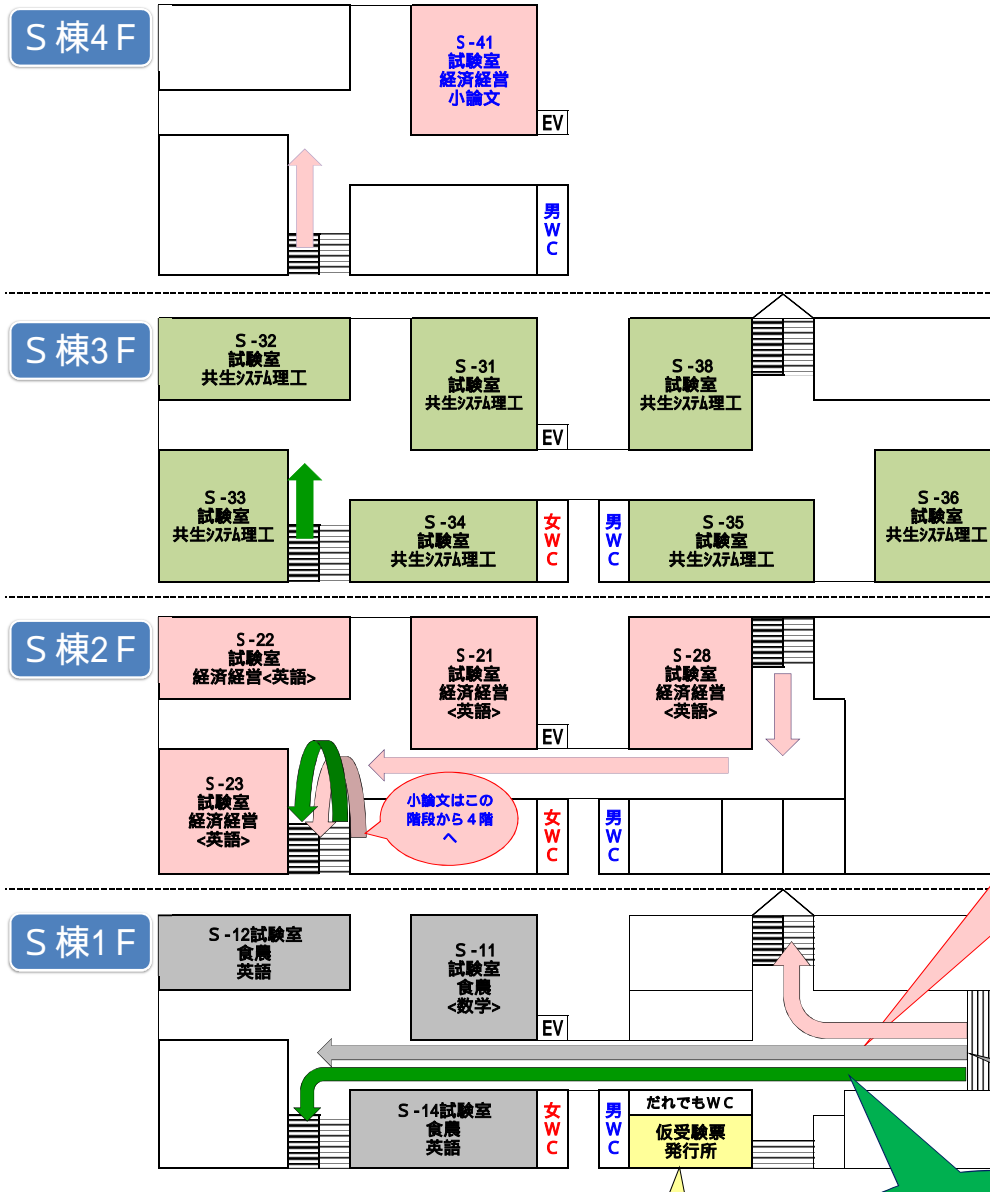 Ｓ棟4Ｆ
Ｓ-41
試験室
経済経営
小論文
EV
男
Ｗ
Ｃ
Ｓ棟3Ｆ
Ｓ-32
試験室
共生ｼｽﾃﾑ理工
Ｓ-31
試験室
共生ｼｽﾃﾑ理工
Ｓ-38
試験室
共生ｼｽﾃﾑ理工
EV
Ｓ-33
試験室
共生ｼｽﾃﾑ理工
Ｓ-34
試験室
共生ｼｽﾃﾑ理工
女
Ｗ
Ｃ
男
Ｗ
Ｃ
Ｓ-35
試験室
共生ｼｽﾃﾑ理工
Ｓ-36
試験室
共生ｼｽﾃﾑ理工
Ｓ棟2Ｆ
Ｓ-22
試験室
経済経営<英語>
Ｓ-21
試験室
経済経営
<英語>
Ｓ-28
試験室
経済経営
<英語>
EV
Ｓ-23
試験室
経済経営
<英語>
小論文はこの
階段から４階
へ
女
Ｗ
Ｃ
男
Ｗ
Ｃ
Ｓ棟1Ｆ
Ｓ-12試験室
食農
英語
Ｓ-11
試験室
食農
<数学>
EV
Ｓ-14試験室
食農
英語
女
Ｗ
Ｃ
男
Ｗ
Ｃ
だれでもＷＣ
仮受験票
発行所